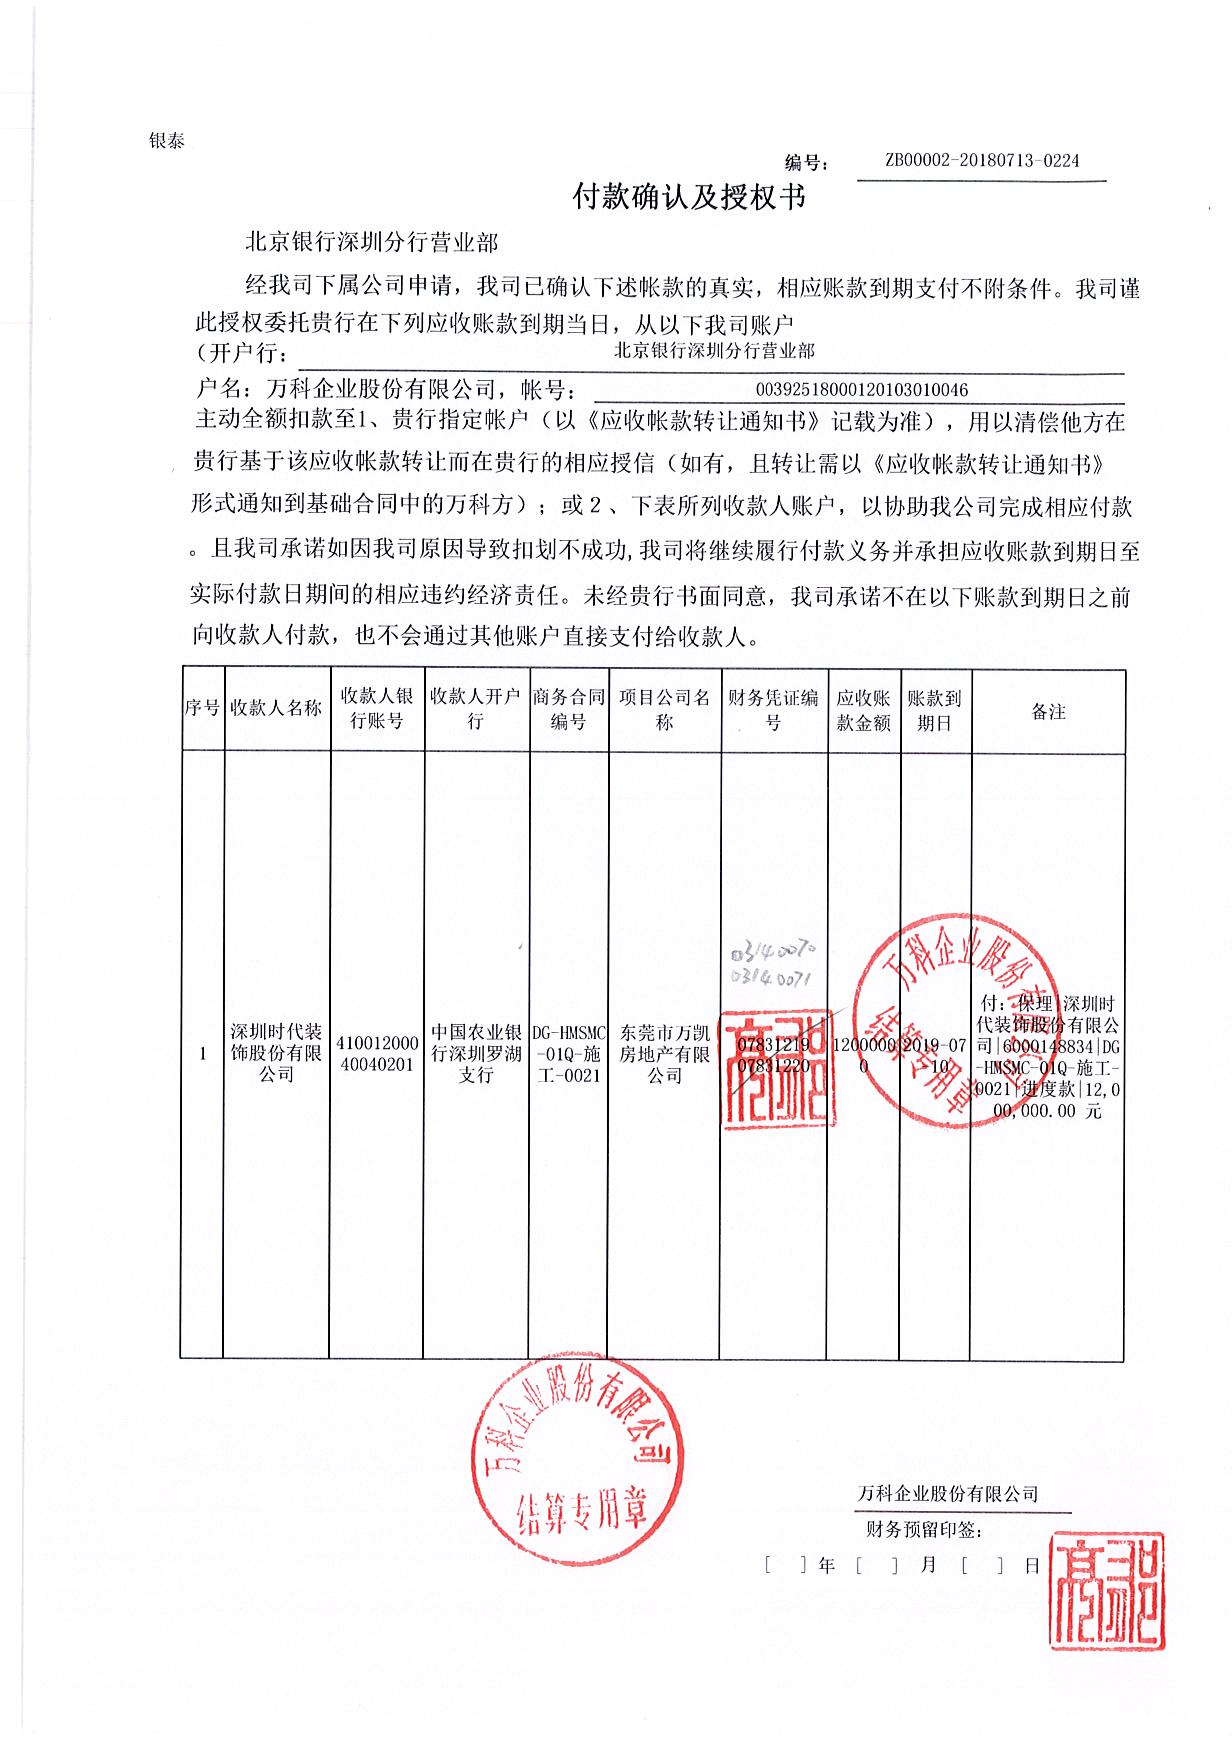 银泰
编号： ZB00002-20180713-0224
付款确认及授权书
北京银行深圳分行营业部
经我司下属公司申请，我司已确认下述帐款的真实，相应账款到期支付不附条件。我司谨
此授权委托贵行在下列应收账款到期当日，从以下我司账户
（开户行： 北京银行深圳分行营业部
户名：万科企业股份有限公司，帐号： 00392518000120103010046
主动全额扣款至1、贵行指定帐户（以《应收帐款转让通知书》记载为准），用以清偿他方在
贵行基于该应收帐款转让而在贵行的相应授信（如有，且转让需以《应收帐款转让通知书》
形式通知到基础合同中的万科方）；或２、下表所列收款人账户，以协助我公司完成相应付款
。且我司承诺如因我司原因导致扣划不成功,我司将继续履行付款义务并承担应收账款到期日至
实际付款日期间的相应违约经济责任。未经贵行书面同意，我司承诺不在以下账款到期日之前
向收款人付款，也不会通过其他账户直接支付给收款人。
序号
收款人名称
收款人银
行账号
收款人开户
行
商务合同
编号
项目公司名
称
财务凭证编
号
应收账
款金额
账款到
期日
备注
1
深圳时代装
饰股份有限
公司
410012000
40040201
中国农业银
行深圳罗湖
支行
DG-HMSMC
-01Q-施
工-0021
东莞市万凯
房地产有限
公司
03140070
03140071
07831219
07831220
1200000
0
2019-07
-10
付：保理|深圳时
代装饰股份有限公
司|6000148834|DG
-HMSMC-01Q-施工-
0021|进度款|12,0
00,000.00 元
万科企业股份有限公司
结算专用章
万科企业股份有限公司
结算专用章
万科企业股份有限公司
财务预留印签：
[ ]年 [ ] 月 [ ] 日